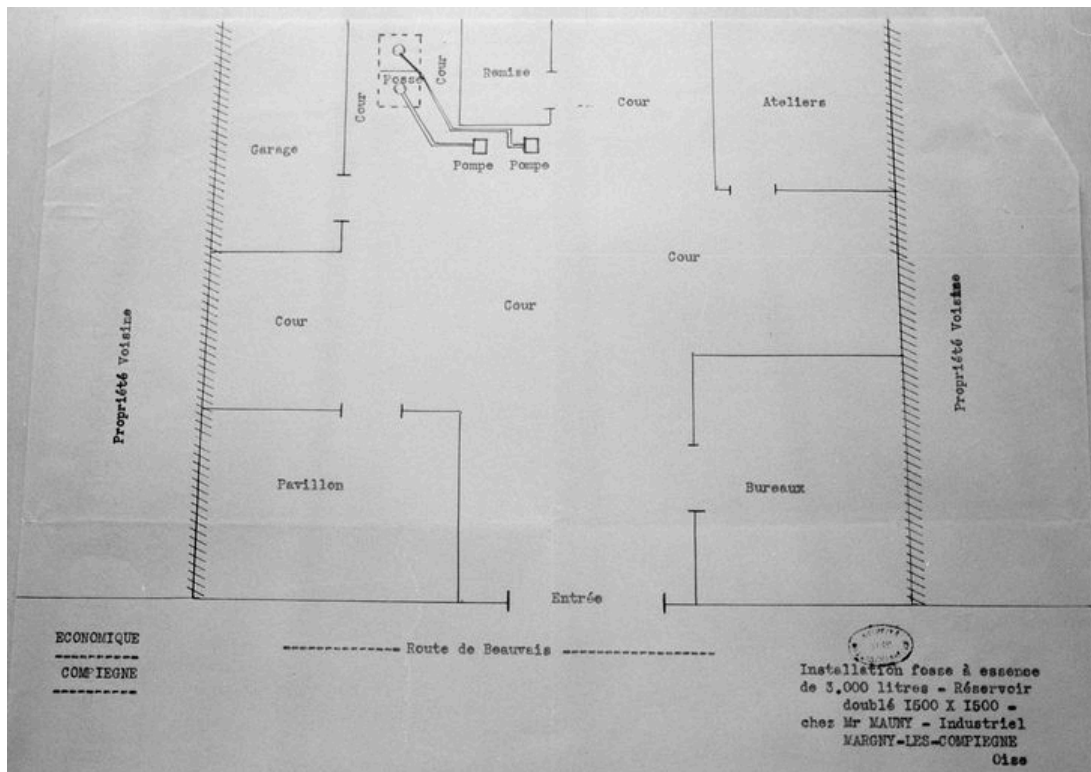 Remise
Fosse
Cour
Cour
Cour
Ateliers
Garage
Pompe
Pompe
Cour
Cour
Cour
Propriété Voisine
Propriété Voisine
Pavillon
Bureaux
Entrée
ECONOMIQUE
COMPIEGNE
Route de Beauvais
Installation fosse à essence
de 3.000 litres - Réservoir
doublé I500 X I500 -
chez Mr MAUNY - Industriel
MARGNY-LES-COMPIEGNE
Oise